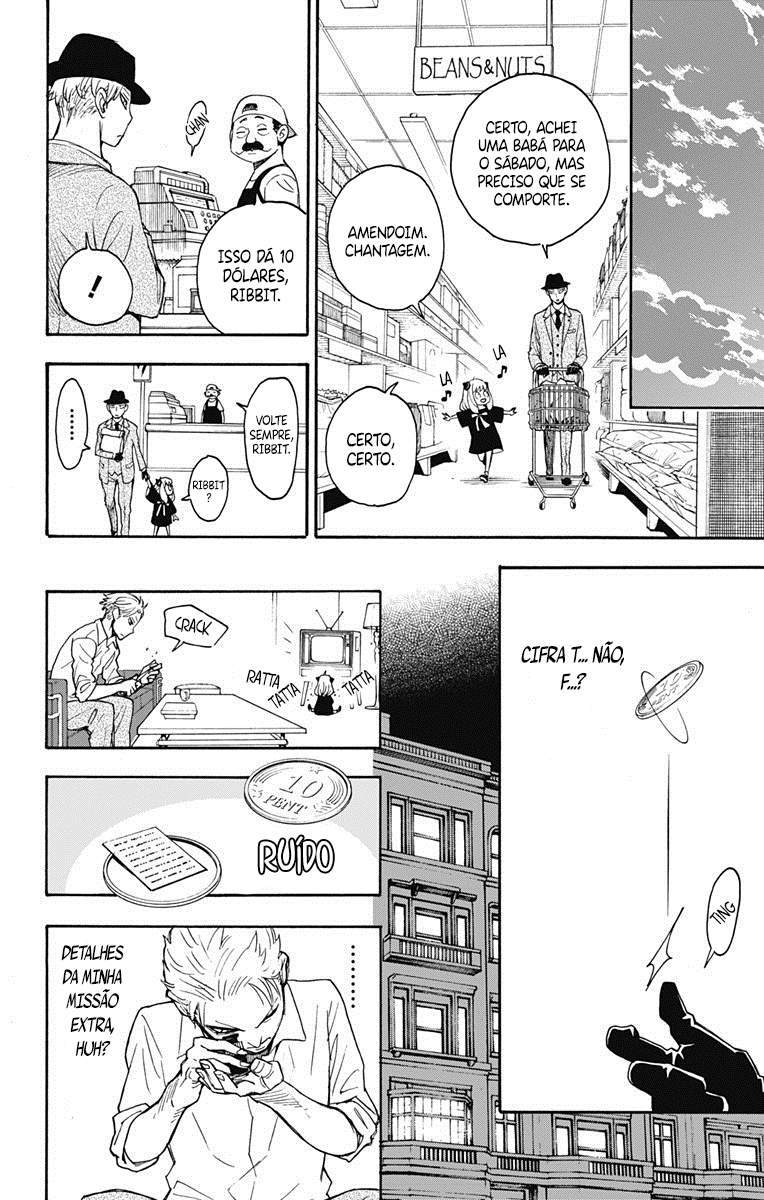 BEANS&NUTS
CERTO, ACHEI
UMA BABÁ PARA
O SÁBADO, MAS
PRECISO QUE SE
COMPORTE.
AMENDOIM.
CHANTAGEM.
LA
LA
CERTO,
CERTO.
CHAN
ISSO DÁ 10
DÓLARES,
RIBBIT.
!
VOLTE
SEMPRE,
RIBBIT.
RIBBIT
?
......
CIFRA T... NÃO,
F...?
TING
CRACK
RATTA
TATTA
TATTA
10
PENT
RUÍDO
DETALHES
DA MINHA
MISSÃO
EXTRA,
HUH?
........